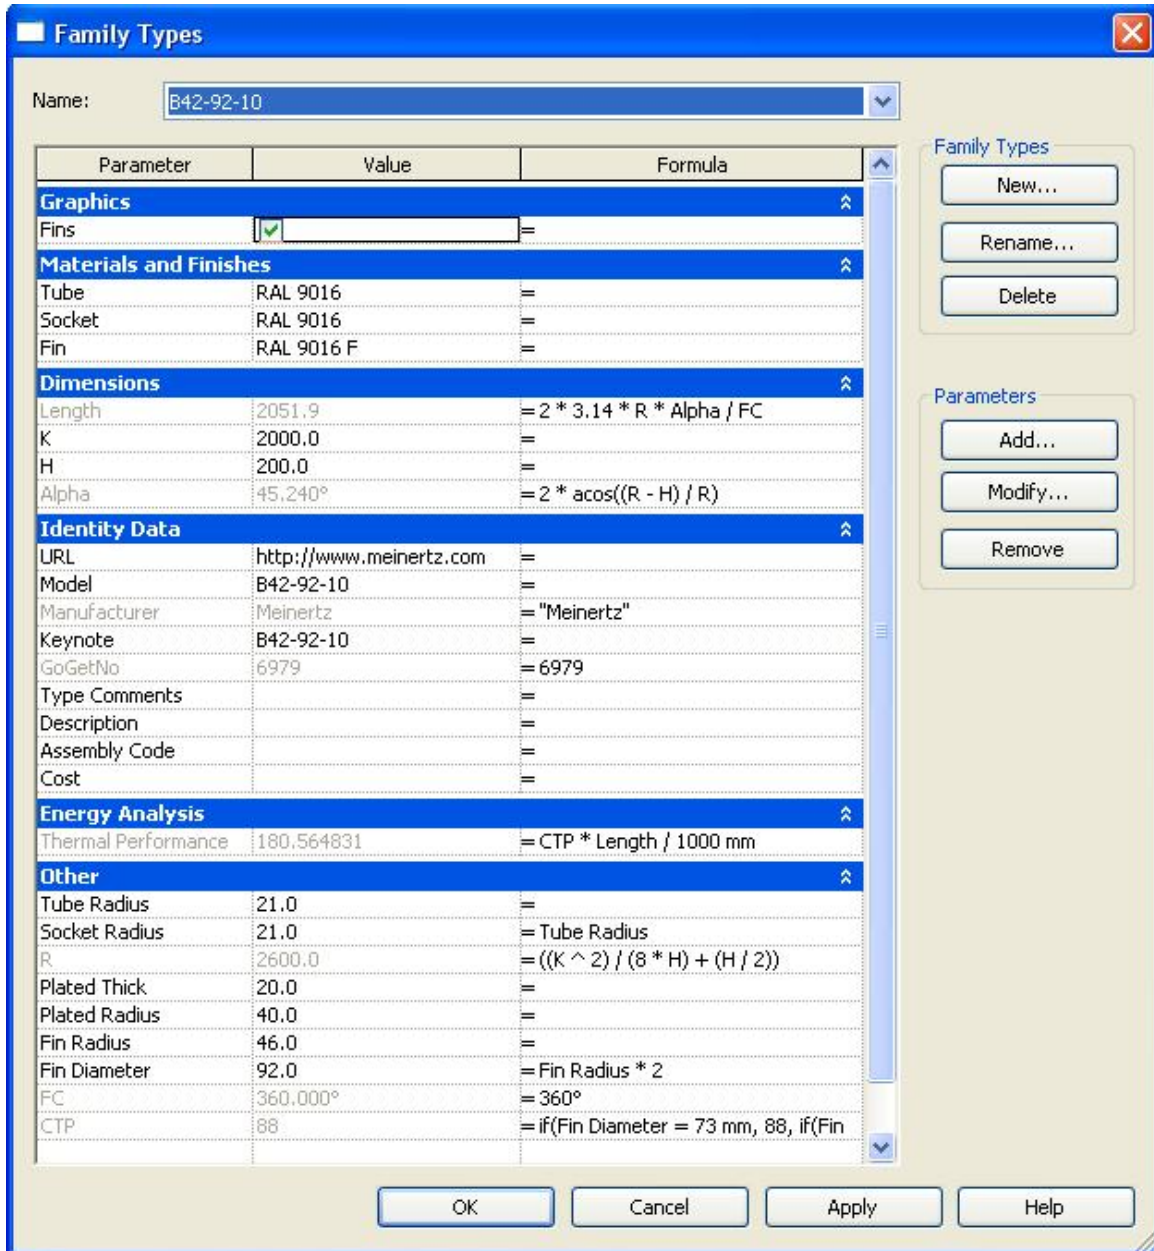 Family Types
Name: B42-92-10
Parameter Value Formula
Graphics
Fins =
Materials and Finishes
Tube RAL 9016 =
Socket RAL 9016 =
Fin RAL 9016 F =
Dimensions
Length 2051.9 = 2 * 3.14 * R * Alpha / FC
K 2000.0 =
H 200.0 =
Alpha 45.240° = 2 * acos((R - H) / R)
Identity Data
URL http://www.meinertz.com =
Model B42-92-10 =
Manufacturer Meinertz = "Meinertz"
Keynote B42-92-10 =
GoGetNo 6979 = 6979
Type Comments =
Description =
Assembly Code =
Cost =
Energy Analysis
Thermal Performance 180.564831 = CTP * Length / 1000 mm
Other
Tube Radius 21.0 =
Socket Radius 21.0 = Tube Radius
R 2600.0 = ((K ^ 2) / (8 * H) + (H / 2))
Plated Thick 20.0 =
Plated Radius 40.0 =
Fin Radius 46.0 =
Fin Diameter 92.0 = Fin Radius * 2
FC 360.000° = 360°
CTP 88 = if(Fin Diameter = 73 mm, 88, if(Fin
Family Types
New...
Rename...
Delete
Parameters
Add...
Modify...
Remove
OK Cancel Apply Help